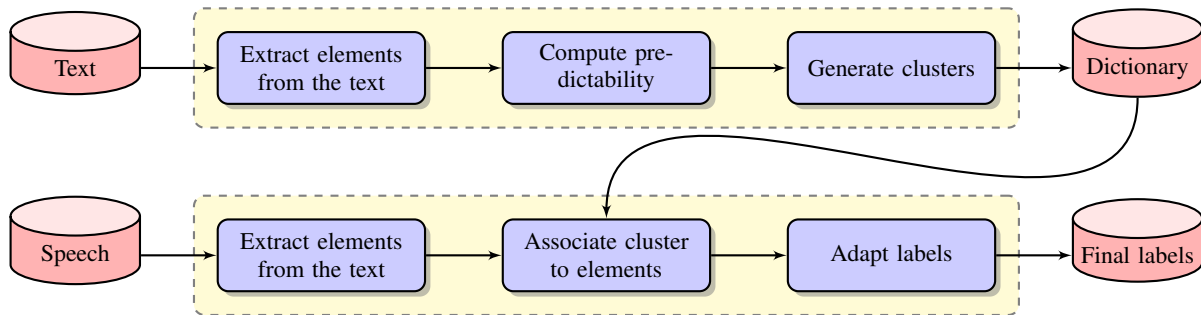 Text
Extract elements
from the text
Compute pre-
dictability
Generate clusters
Dictionary
Speech
Extract elements
from the text
Associate cluster
to elements
Adapt labels
Final labels